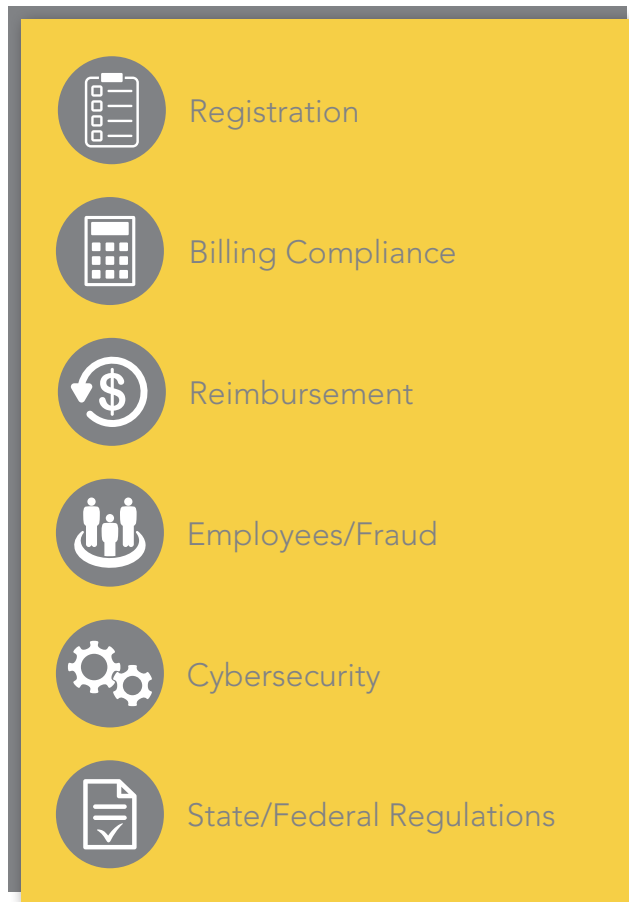 Registration
Billing Compliance
$
Reimbursement
Employees/Fraud
Cybersecurity
State/Federal Regulations